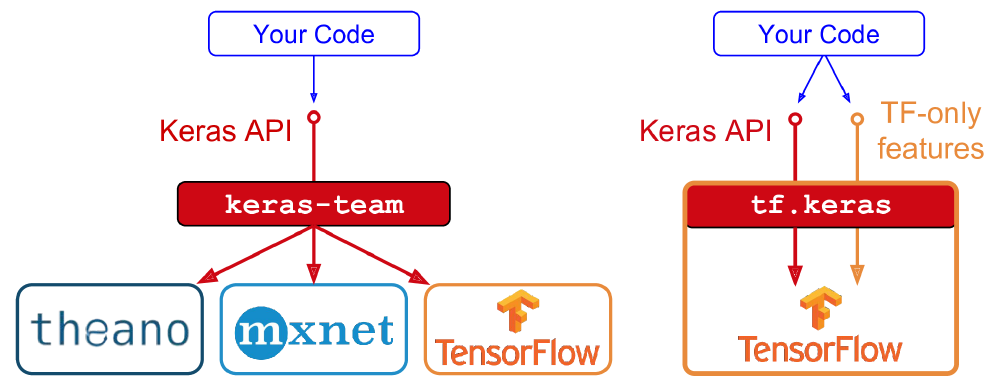 Your Code
Keras API
keras-team
theano
mxnet
TensorFlow
Your Code
Keras API
TF-only
features
tf.keras
TensorFlow